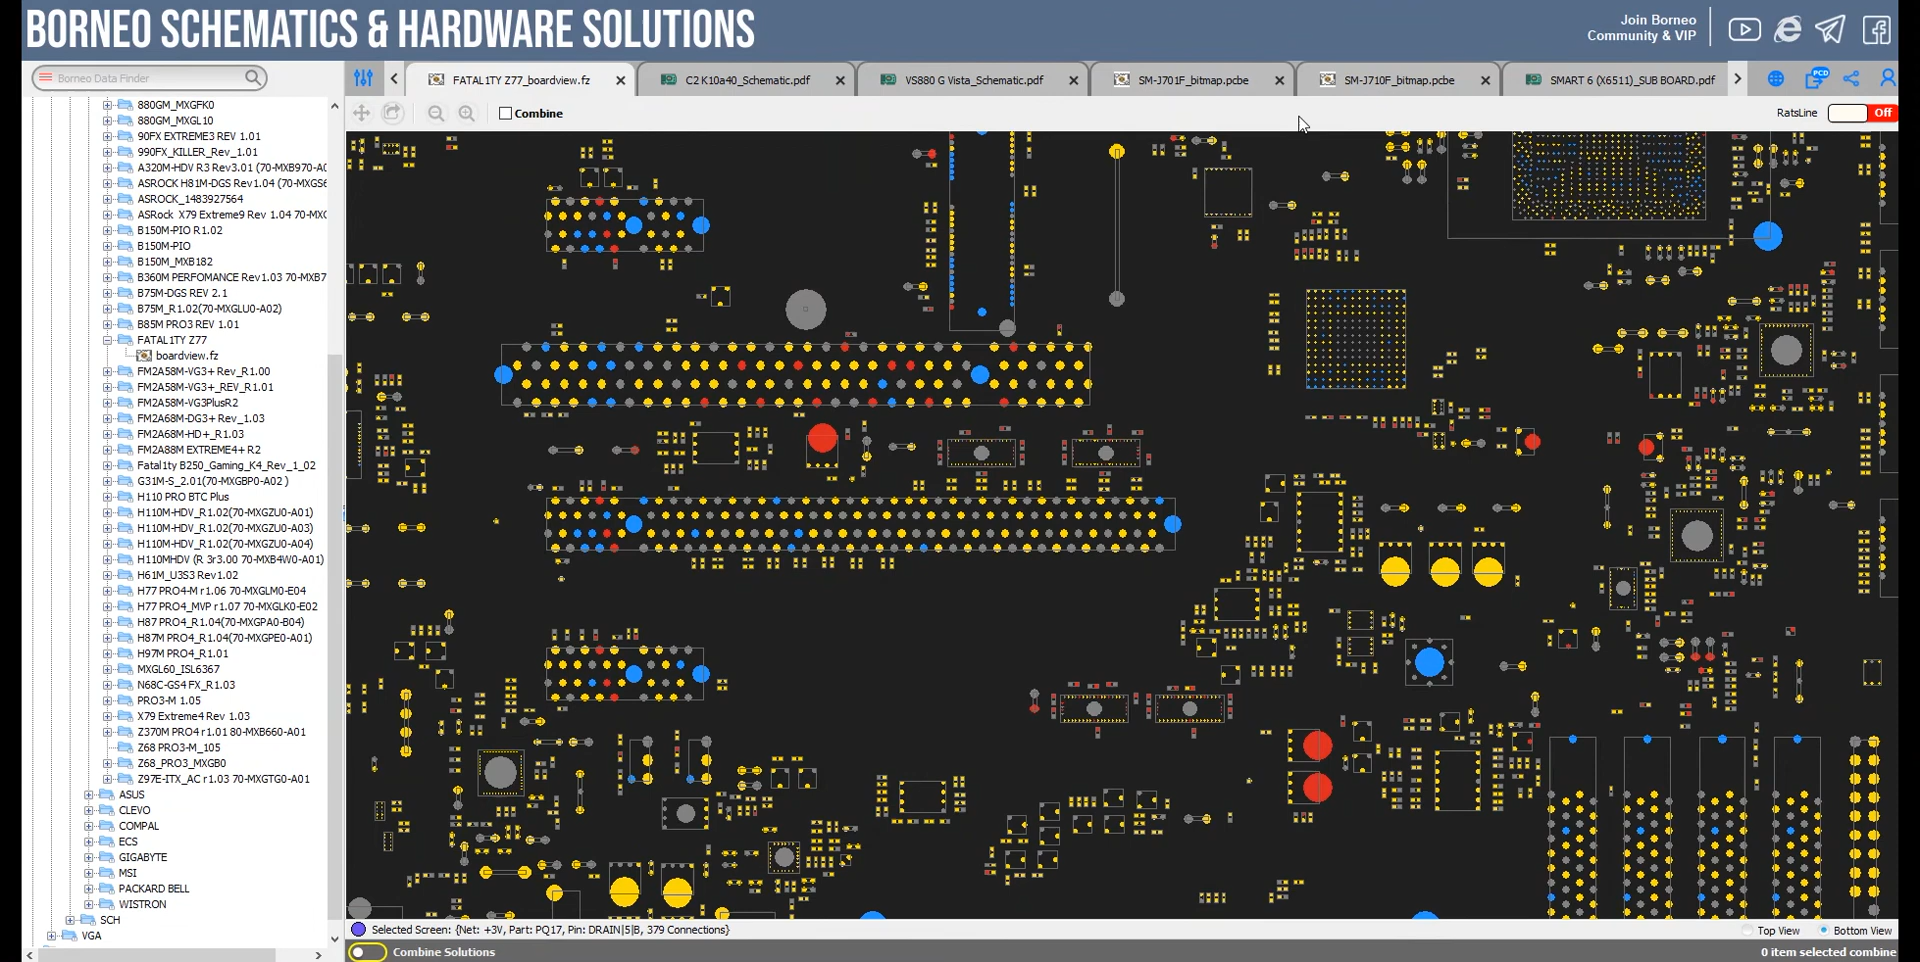 BORNEO SCHEMATICS & HARDWARE SOLUTIONS
Join Borneo
Community & VIP
Borneo Data Finder
FATAL1TY Z77_boardview.fz
C2 K10a40_Schematic.pdf
VS880 G Vista_Schematic.pdf
SM-J701F_bitmap.pcbe
SM-J710F_bitmap.pcbe
SMART 6 (X6511)_SUB BOARD.pdf
PCD
Combine
RatsLine
Off
880GM_MXGFK0
880GM_MXGL10
90FX EXTREME3 REV 1.01
990FX_KILLER_Rev_1.01
A320M-HDV R3 Rev3.01 (70-MXB970-A0
ASROCK H81M-DGS Rev1.04 (70-MXGS6
ASROCK_1483927564
ASRock X79 Extreme9 Rev 1.04 70-MXG
B150M-PIO R1.02
B150M-PIO
B150M_MXB182
B360M PERFOMANCE Rev1.03 70-MXB7
B75M-DGS REV 2.1
B75M_R1.02(70-MXGLU0-A02)
B85M PRO3 REV 1.01
FATAL1TY Z77
boardview.fz
FM2A58M-VG3+ Rev_R1.00
FM2A58M-VG3+_REV_R1.01
FM2A58M-VG3PlusR2
FM2A68M-DG3+ Rev_1.03
FM2A68M-HD+_R1.03
FM2A88M EXTREME4+ R2
Fatal1ty B250_Gaming_K4_Rev_1_02
G31M-S_2.01(70-MXGBP0-A02 )
H110 PRO BTC Plus
H110M-HDV_R1.02(70-MXGZU0-A01)
H110M-HDV_R1.02(70-MXGZU0-A03)
H110M-HDV_R1.02(70-MXGZU0-A04)
H110MHDV (R 3r3.00 70-MXB4W0-A01)
H61M_U3S3 Rev1.02
H77 PRO4-M r1.06 70-MXGLM0-E04
H77 PRO4_MVP r1.07 70-MXGLK0-E02
H87 PRO4_R1.04(70-MXGPA0-B04)
H87M PRO4_R1.04(70-MXGPE0-A01)
H97M PRO4_R1.01
MXGL60_ISL6367
N68C-GS4 FX_R1.03
PRO3-M 1.05
X79 Extreme4 Rev 1.03
Z370M PRO4 r1.01 80-MXB660-A01
Z68 PRO3-M_105
Z68_PRO3_MXGB0
Z97E-ITX_AC r1.03 70-MXGTG0-A01
ASUS
CLEVO
COMPAL
ECS
GIGABYTE
MSI
PACKARD BELL
WISTRON
SCH
VGA
Selected Screen: {Net: +3V, Part: PQ17, Pin: DRAIN|5|B, 379 Connections}
Top View
Bottom View
Combine Solutions
0 item selected combine